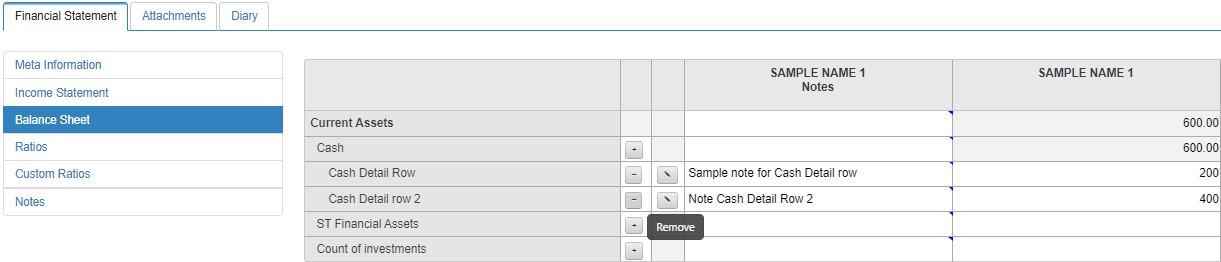 Financial Statement Attachments Diary
Meta Information
Income Statement
Balance Sheet
Ratios
Custom Ratios
Notes
SAMPLE NAME 1
Notes
SAMPLE NAME 1
Current Assets 600.00
Cash + 600.00
Cash Detail Row − Sample note for Cash Detail row 200
Cash Detail row 2 − Note Cash Detail Row 2 400
ST Financial Assets +
Remove
Count of investments +